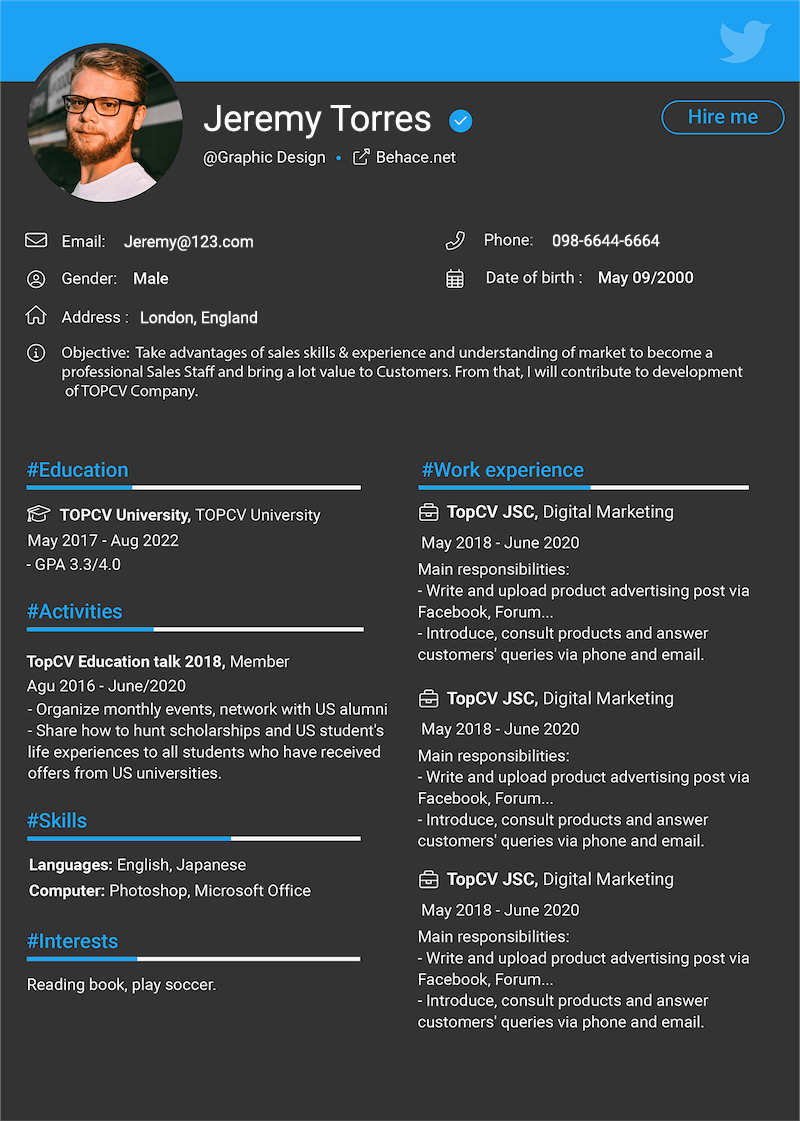 Jeremy Torres
Hire me
@Graphic Design • Behace.net
Email: Jeremy@123.com
Phone: 098-6644-6664
Gender: Male
Date of birth : May 09/2000
Address : London, England
Objective: Take advantages of sales skills & experience and understanding of market to become a
professional Sales Staff and bring a lot value to Customers. From that, I will contribute to development
of TOPCV Company.
#Education
TOPCV University, TOPCV University
May 2017 - Aug 2022
- GPA 3.3/4.0
#Activities
TopCV Education talk 2018, Member
Agu 2016 - June/2020
- Organize monthly events, network with US alumni
- Share how to hunt scholarships and US student's
life experiences to all students who have received
offers from US universities.
#Skills
Languages: English, Japanese
Computer: Photoshop, Microsoft Office
#Interests
Reading book, play soccer.
#Work experience
TopCV JSC, Digital Marketing
May 2018 - June 2020
Main responsibilities:
- Write and upload product advertising post via
Facebook, Forum...
- Introduce, consult products and answer
customers' queries via phone and email.
TopCV JSC, Digital Marketing
May 2018 - June 2020
Main responsibilities:
- Write and upload product advertising post via
Facebook, Forum...
- Introduce, consult products and answer
customers' queries via phone and email.
TopCV JSC, Digital Marketing
May 2018 - June 2020
Main responsibilities:
- Write and upload product advertising post via
Facebook, Forum...
- Introduce, consult products and answer
customers' queries via phone and email.